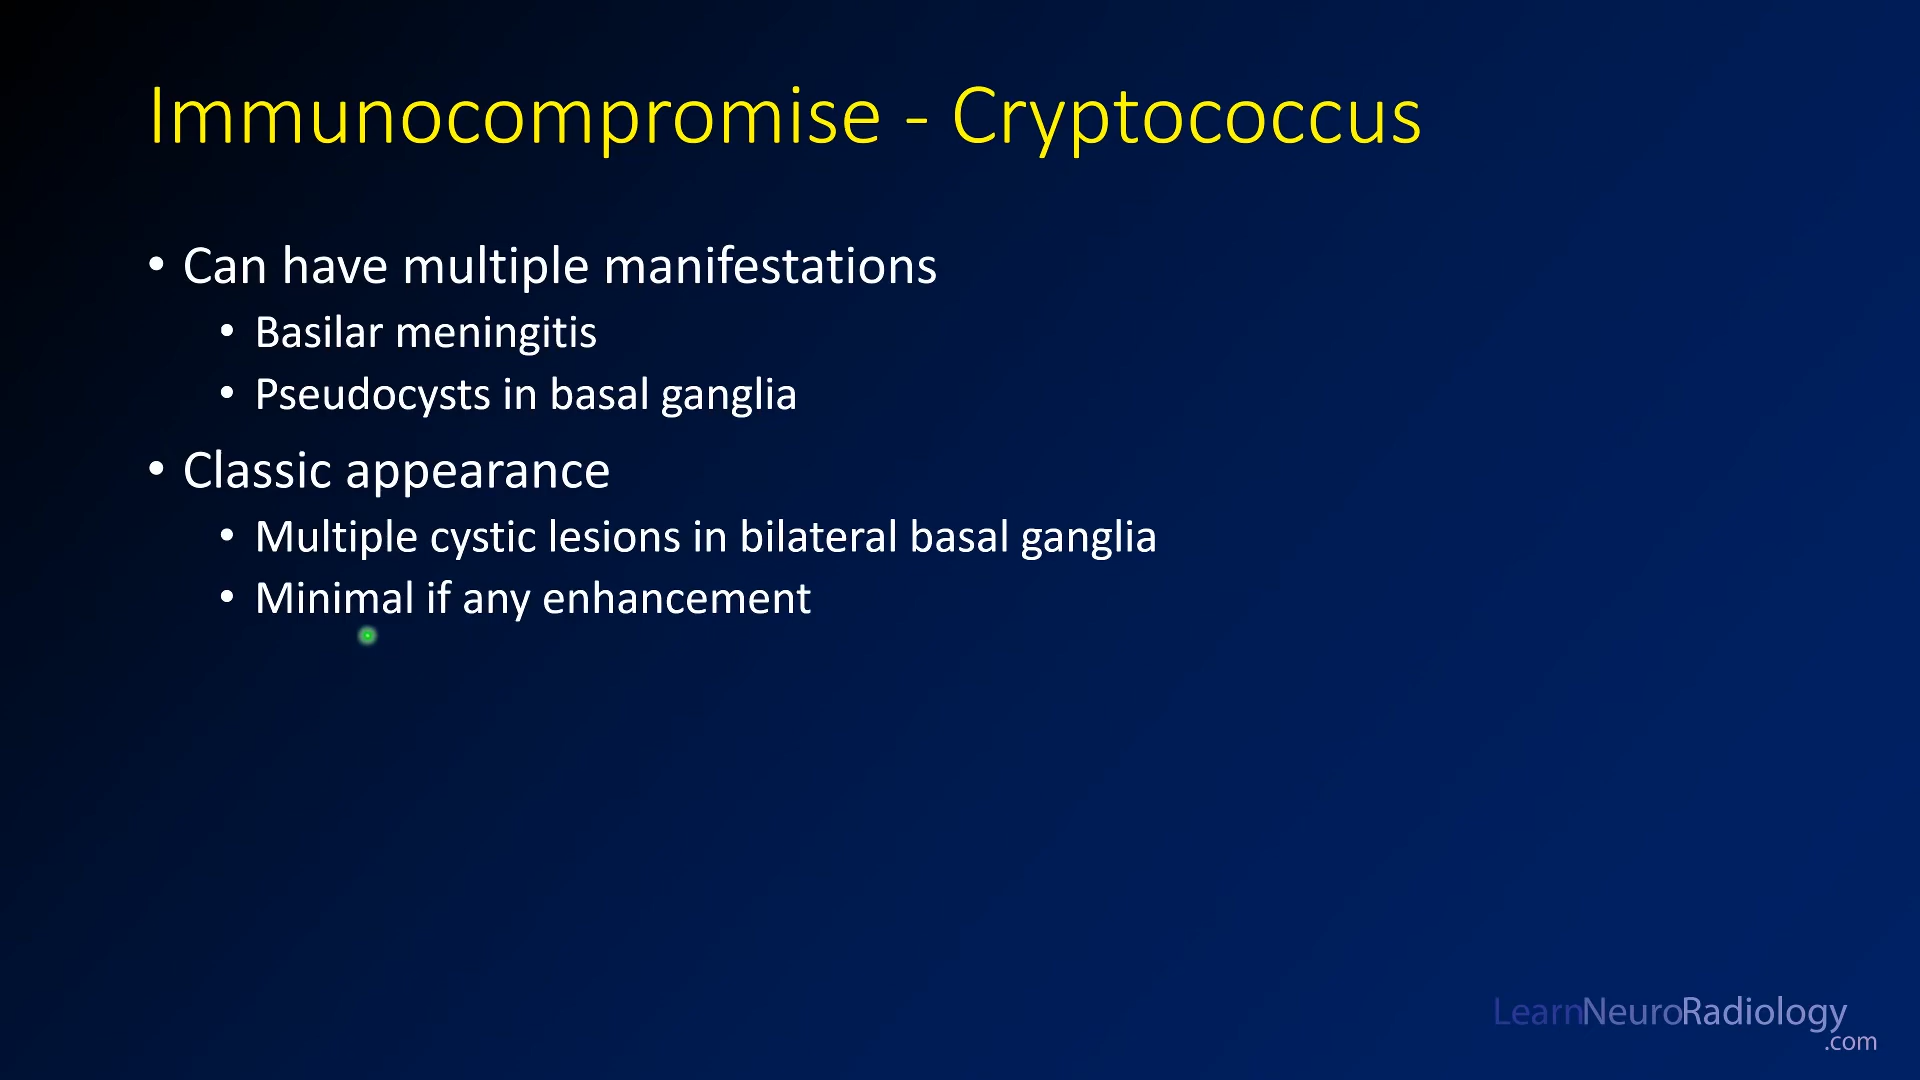 Immunocompromise - Cryptococcus
• Can have multiple manifestations
• Basilar meningitis
• Pseudocysts in basal ganglia
• Classic appearance
• Multiple cystic lesions in bilateral basal ganglia
• Minimal if any enhancement
LearnNeuroRadiology
.com